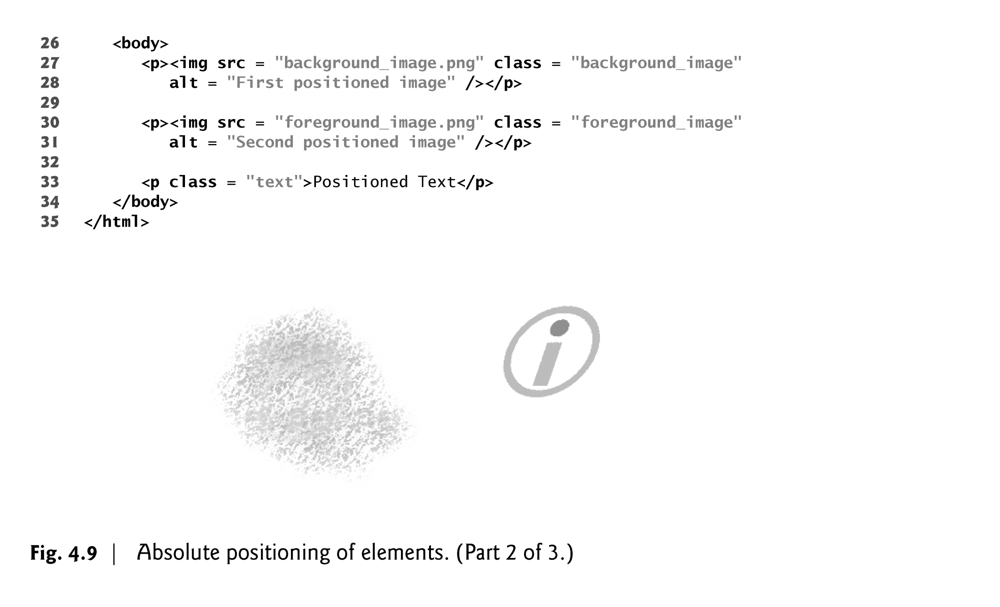 26 <body>
27 <p><img src = "background_image.png" class = "background_image"
28 alt = "First positioned image" /></p>
29
30 <p><img src = "foreground_image.png" class = "foreground_image"
31 alt = "Second positioned image" /></p>
32
33 <p class = "text">Positioned Text</p>
34 </body>
35 </html>
i
Fig. 4.9 | Absolute positioning of elements. (Part 2 of 3.)